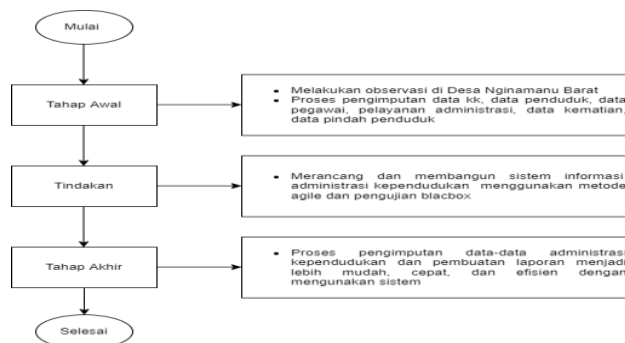 Mulai
Tahap Awal
• Melakukan observasi di Desa Nginamanu Barat
• Proses pengimputan data kk, data penduduk, data
pegawai, pelayanan administrasi, data kematian,
data pindah penduduk
Tindakan
• Merancang dan membangun sistem informasi
administrasi kependudukan menggunakan metode
agile dan pengujian blacbox
Tahap Akhir
• Proses pengimputan data-data administrasi
kependudukan dan pembuatan laporan menjadi
lebih mudah, cepat, dan efisien dengan
mengunakan sistem
Selesai